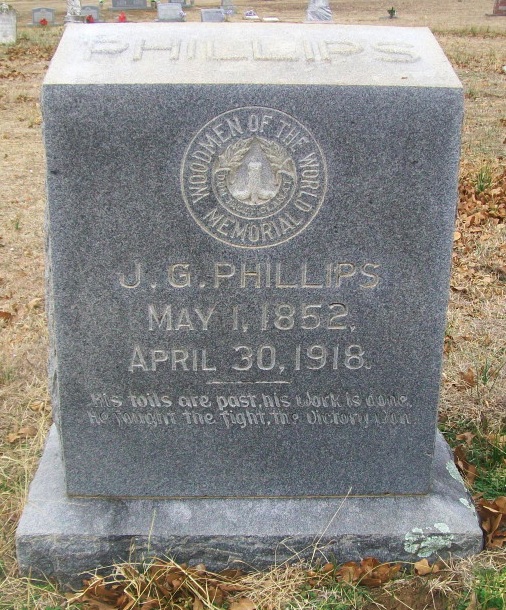 PHILLIPS
WOODMEN OF THE WORLD
MEMORIAL
J. G. PHILLIPS
MAY 1, 1852.
APRIL 30, 1918.
His toils are past, his work is done,
He fought the fight, the Victory won.